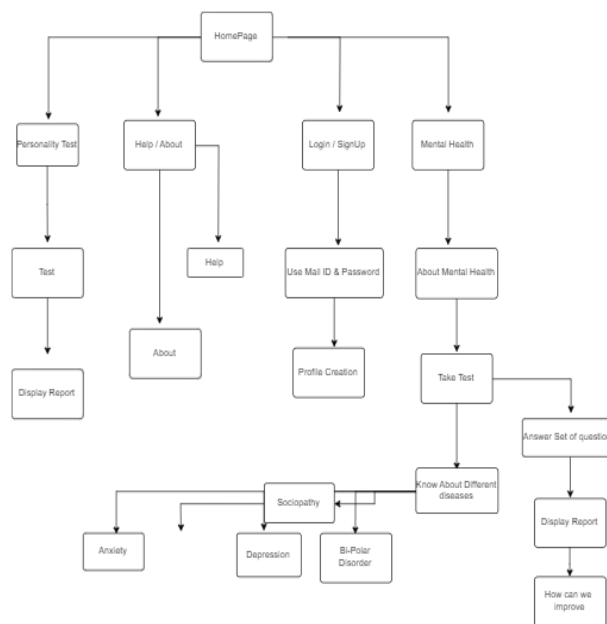 HomePage
Personality Test
Help / About
Login / SignUp
Mental Health
Test
Help
Use Mail ID & Password
About Mental Health
About
Profile Creation
Take Test
Display Report
Answer Set of question
Know About Different
diseases
Sociopathy
Display Report
Anxiety
Depression
Bi-Polar
Disorder
How can we
improve